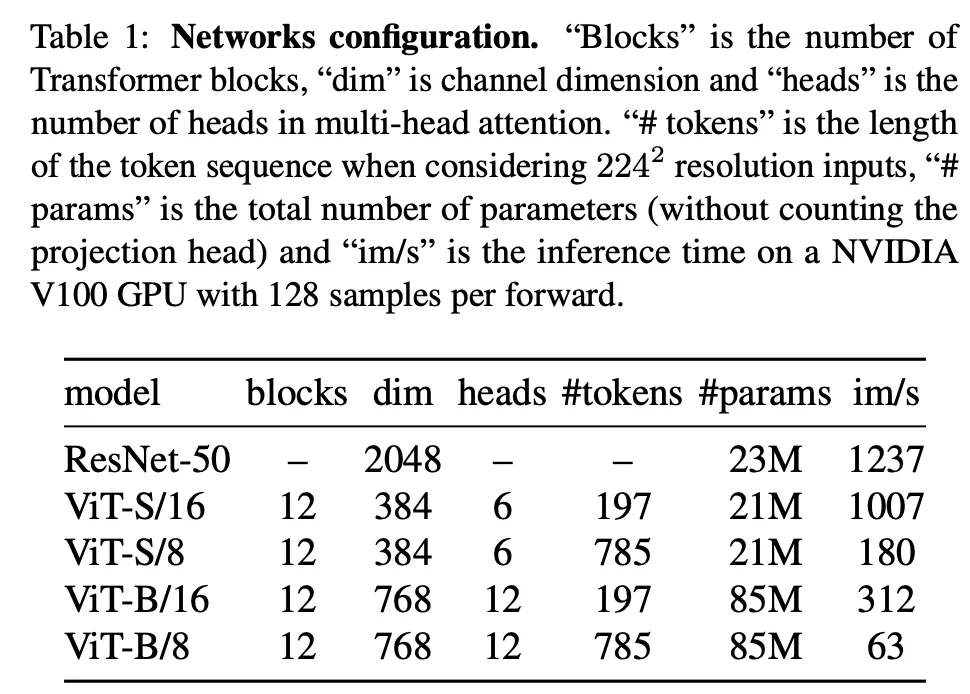 Table 1: Networks configuration. “Blocks” is the number of
Transformer blocks, “dim” is channel dimension and “heads” is the
number of heads in multi-head attention. “# tokens” is the length
of the token sequence when considering 224² resolution inputs, “#
params” is the total number of parameters (without counting the
projection head) and “im/s” is the inference time on a NVIDIA
V100 GPU with 128 samples per forward.
model blocks dim heads #tokens #params im/s
ResNet-50 – 2048 – – 23M 1237
ViT-S/16 12 384 6 197 21M 1007
ViT-S/8 12 384 6 785 21M 180
ViT-B/16 12 768 12 197 85M 312
ViT-B/8 12 768 12 785 85M 63